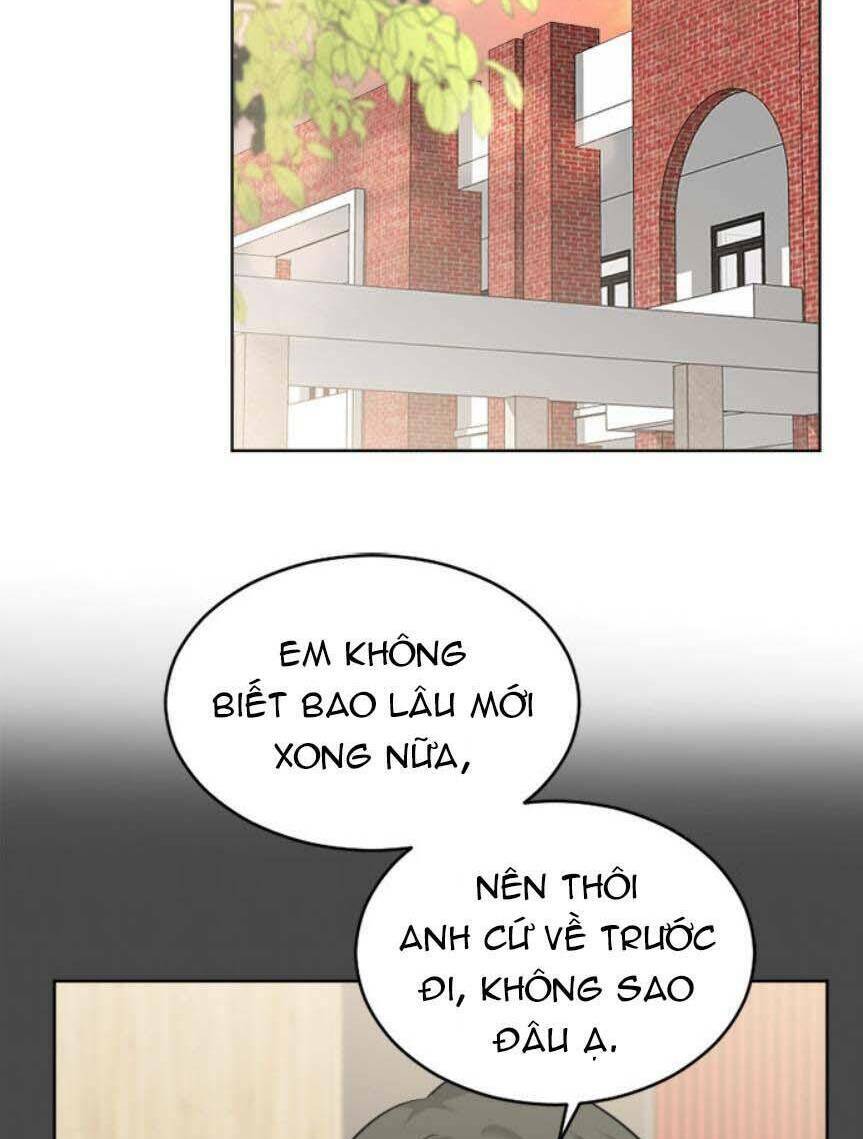 EM KHÔNG
BIẾT BAO LÂU MỚI
XONG NỮA,
NÊN THÔI
ANH CỨ VỀ TRƯỚC
ĐI, KHÔNG SAO
ĐÂU Ạ.